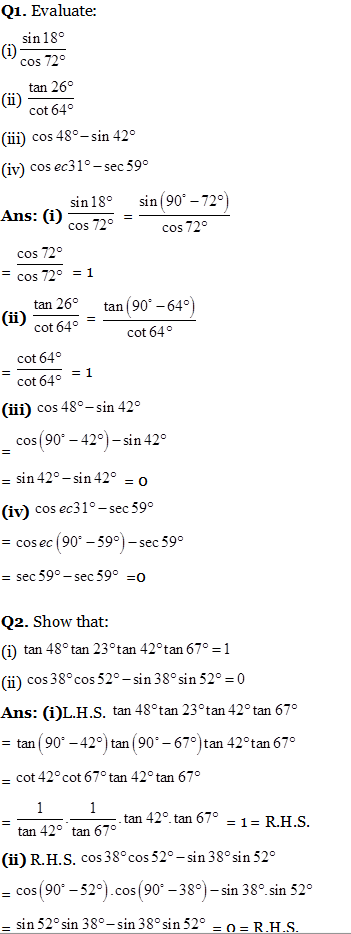 Q1. Evaluate:
(i) sin 18° / cos 72°
(ii) tan 26° / cot 64°
(iii) cos 48° – sin 42°
(iv) cos ec31° – sec 59°
Ans: (i) sin 18° / cos 72° = sin(90° – 72°) / cos 72°
= cos 72° / cos 72° = 1
(ii) tan 26° / cot 64° = tan(90° – 64°) / cot 64°
= cot 64° / cot 64° = 1
(iii) cos 48° – sin 42°
= cos(90° – 42°) – sin 42°
= sin 42° – sin 42° = 0
(iv) cos ec31° – sec 59°
= cos ec(90° – 59°) – sec 59°
= sec 59° – sec 59° =0
Q2. Show that:
(i) tan 48° tan 23° tan 42° tan 67° = 1
(ii) cos 38° cos 52° – sin 38° sin 52° = 0
Ans: (i)L.H.S. tan 48° tan 23° tan 42° tan 67°
= tan(90° – 42°) tan(90° – 67°) tan 42° tan 67°
= cot 42° cot 67° tan 42° tan 67°
= 1 / tan 42° . 1 / tan 67° . tan 42°. tan 67° = 1 = R.H.S.
(ii) R.H.S. cos 38° cos 52° – sin 38° sin 52°
= cos(90° – 52°).cos(90° – 38°) – sin 38°. sin 52°
= sin 52° sin 38° – sin 38° sin 52° = 0 = R.H.S.